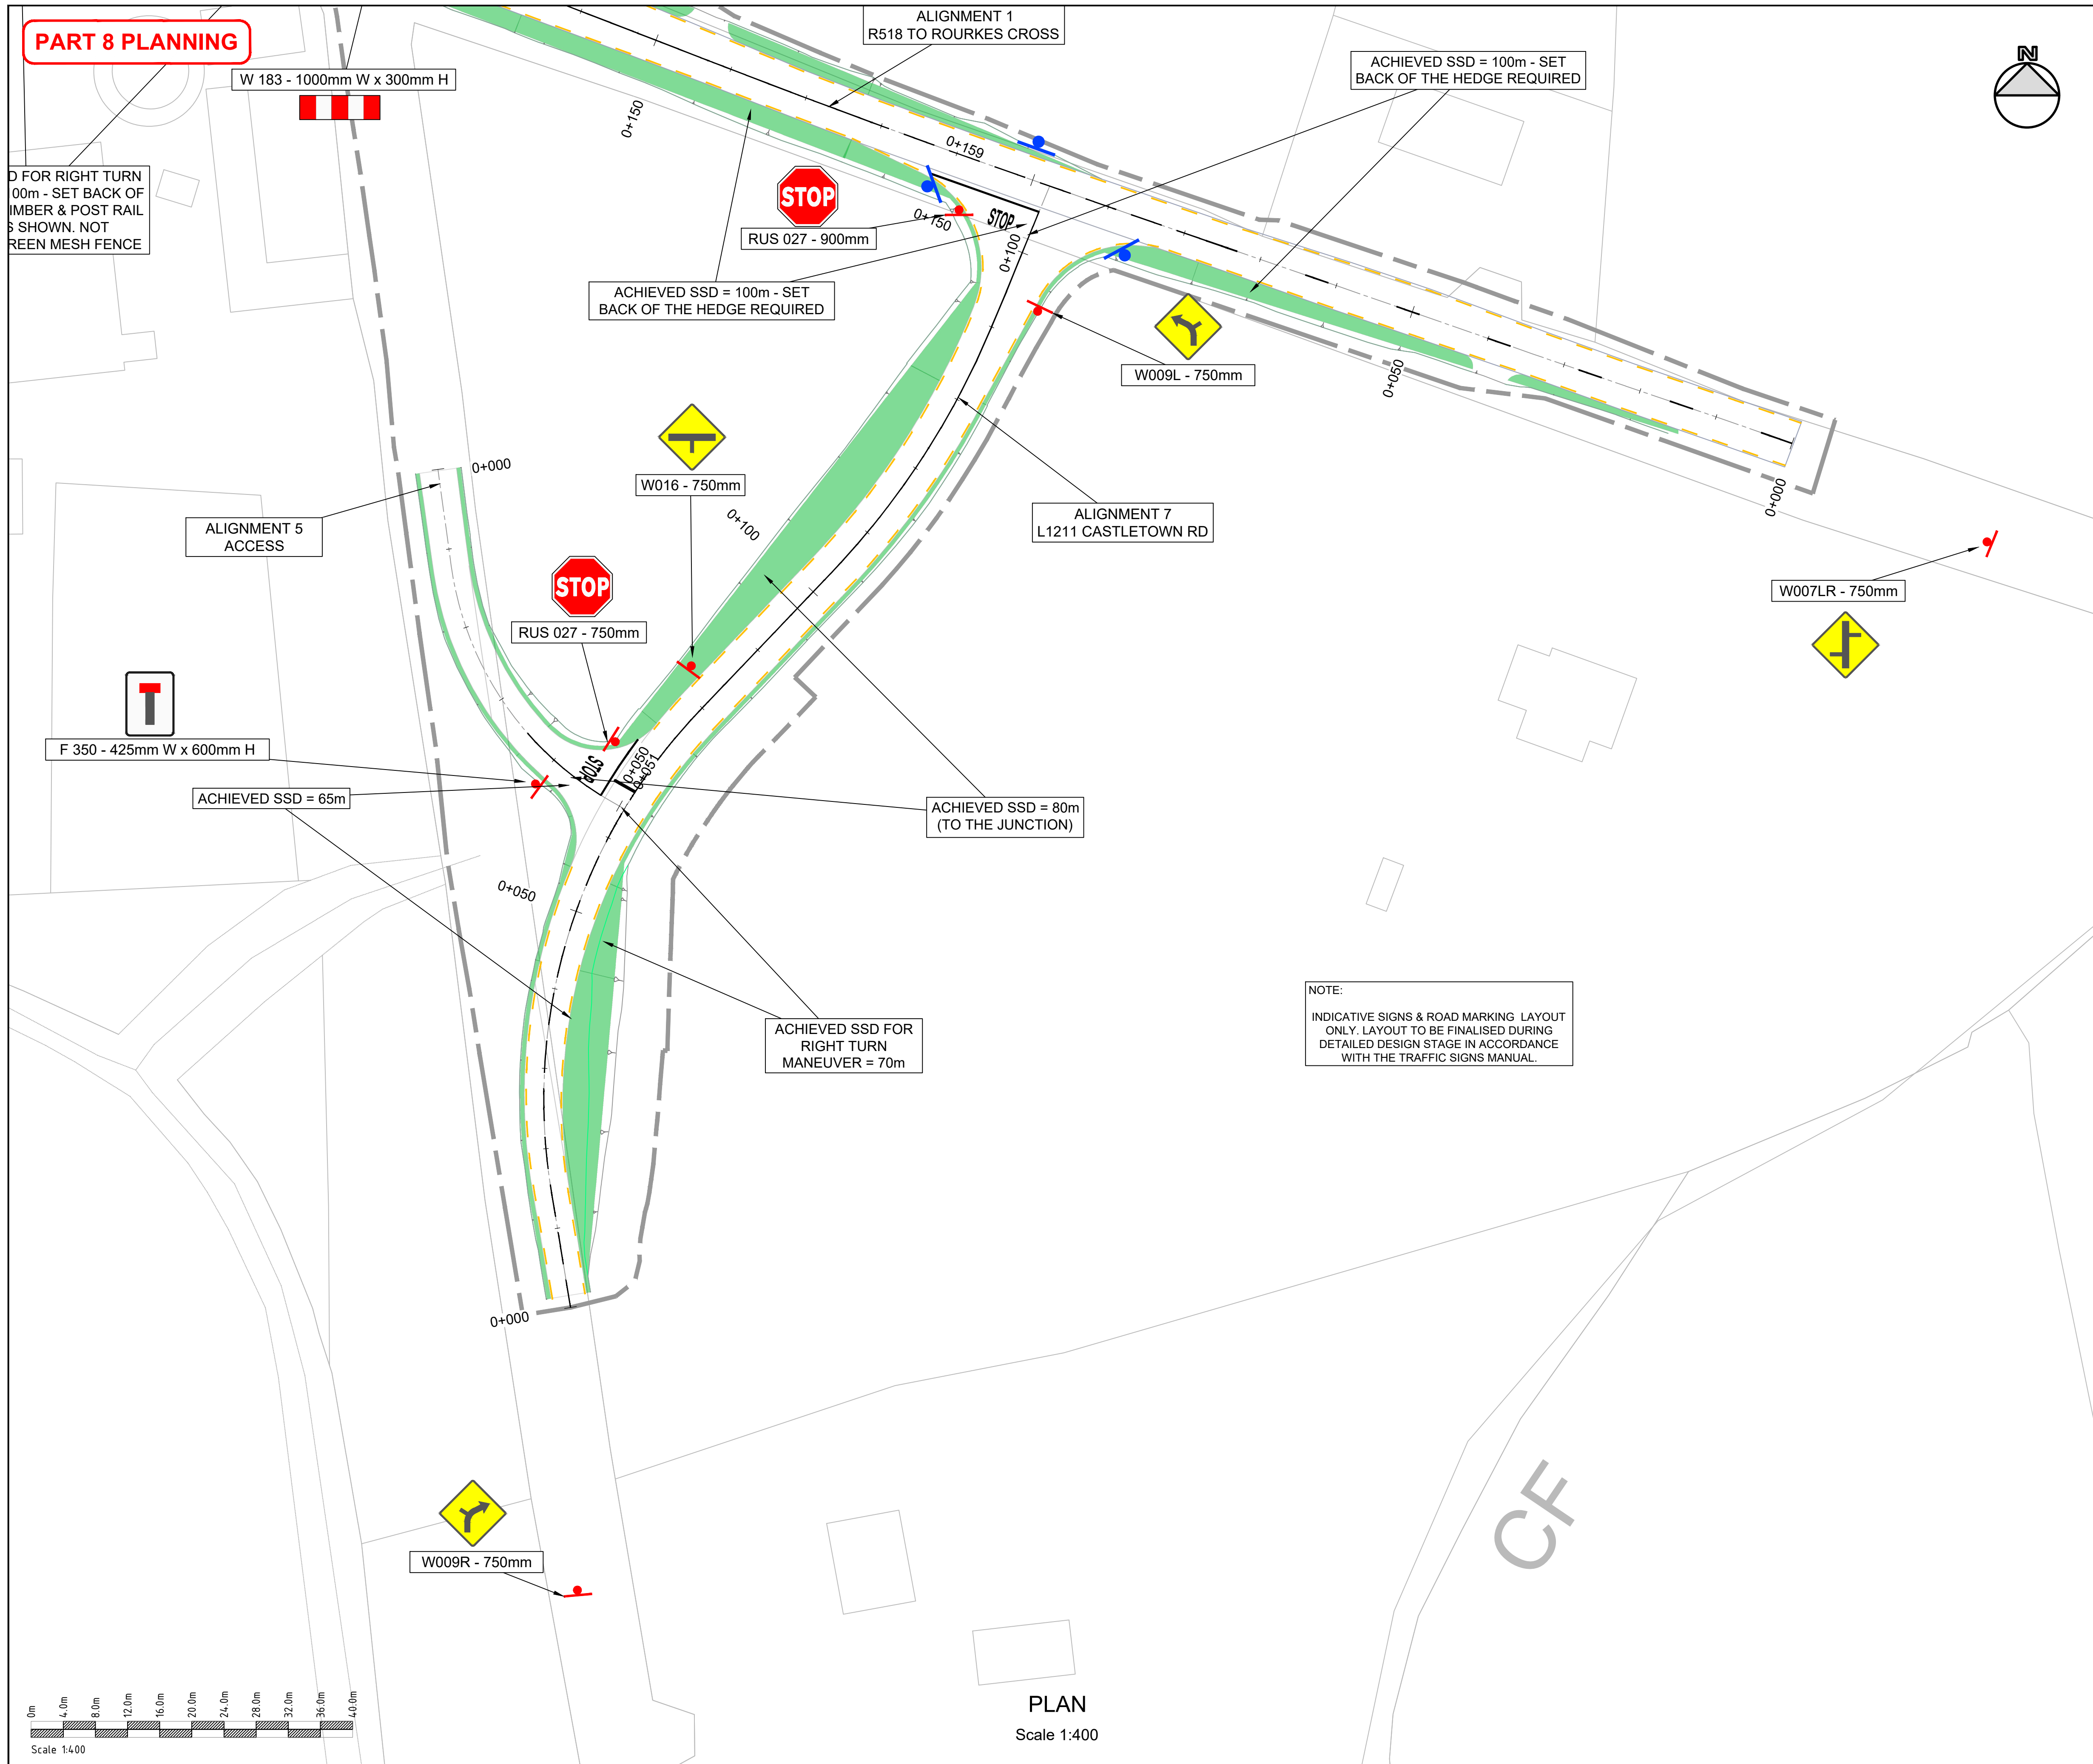 PART 8 PLANNING
W 183 - 1000mm W x 300mm H
ALIGNMENT 1
R518 TO ROURKES CROSS
ACHIEVED SSD = 100m - SET
BACK OF THE HEDGE REQUIRED
N
D FOR RIGHT TURN
00m - SET BACK OF
IMBER & POST RAIL
S SHOWN. NOT
REEN MESH FENCE
0+150
0+159
STOP
RUS 027 - 900mm
0+150
STOP
0+100
ACHIEVED SSD = 100m - SET
BACK OF THE HEDGE REQUIRED
W009L - 750mm
0+050
0+000
W016 - 750mm
0+000
0+100
ALIGNMENT 5
ACCESS
ALIGNMENT 7
L1211 CASTLETOWN RD
STOP
RUS 027 - 750mm
W007LR - 750mm
F 350 - 425mm W x 600mm H
STOP
0+050
0+051
ACHIEVED SSD = 65m
ACHIEVED SSD = 80m
(TO THE JUNCTION)
0+050
ACHIEVED SSD FOR
RIGHT TURN
MANEUVER = 70m
NOTE:
INDICATIVE SIGNS & ROAD MARKING LAYOUT
ONLY. LAYOUT TO BE FINALISED DURING
DETAILED DESIGN STAGE IN ACCORDANCE
WITH THE TRAFFIC SIGNS MANUAL.
0+000
CF
W009R - 750mm
0m
4.0m
8.0m
12.0m
16.0m
20.0m
24.0m
28.0m
32.0m
36.0m
40.0m
Scale 1:400
PLAN
Scale 1:400